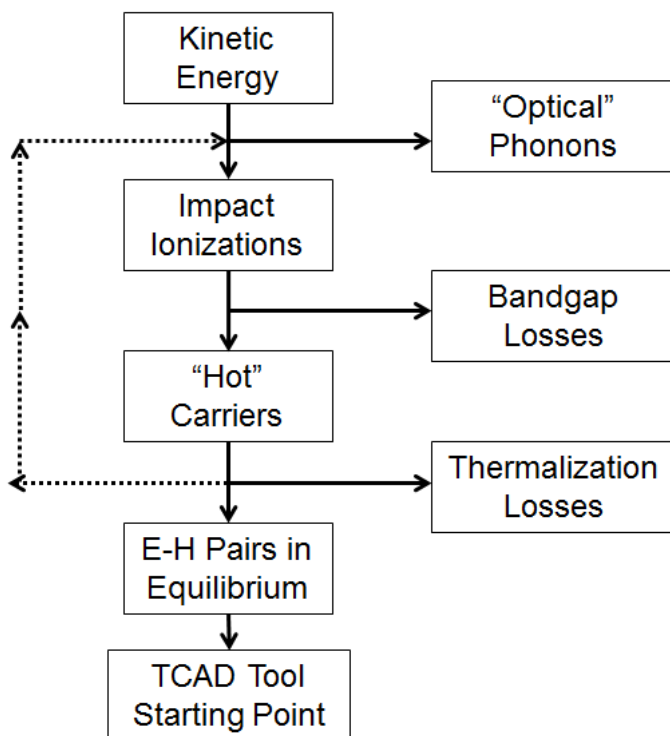 Kinetic
Energy
“Optical”
Phonons
Impact
Ionizations
Bandgap
Losses
“Hot”
Carriers
Thermalization
Losses
E-H Pairs in
Equilibrium
TCAD Tool
Starting Point